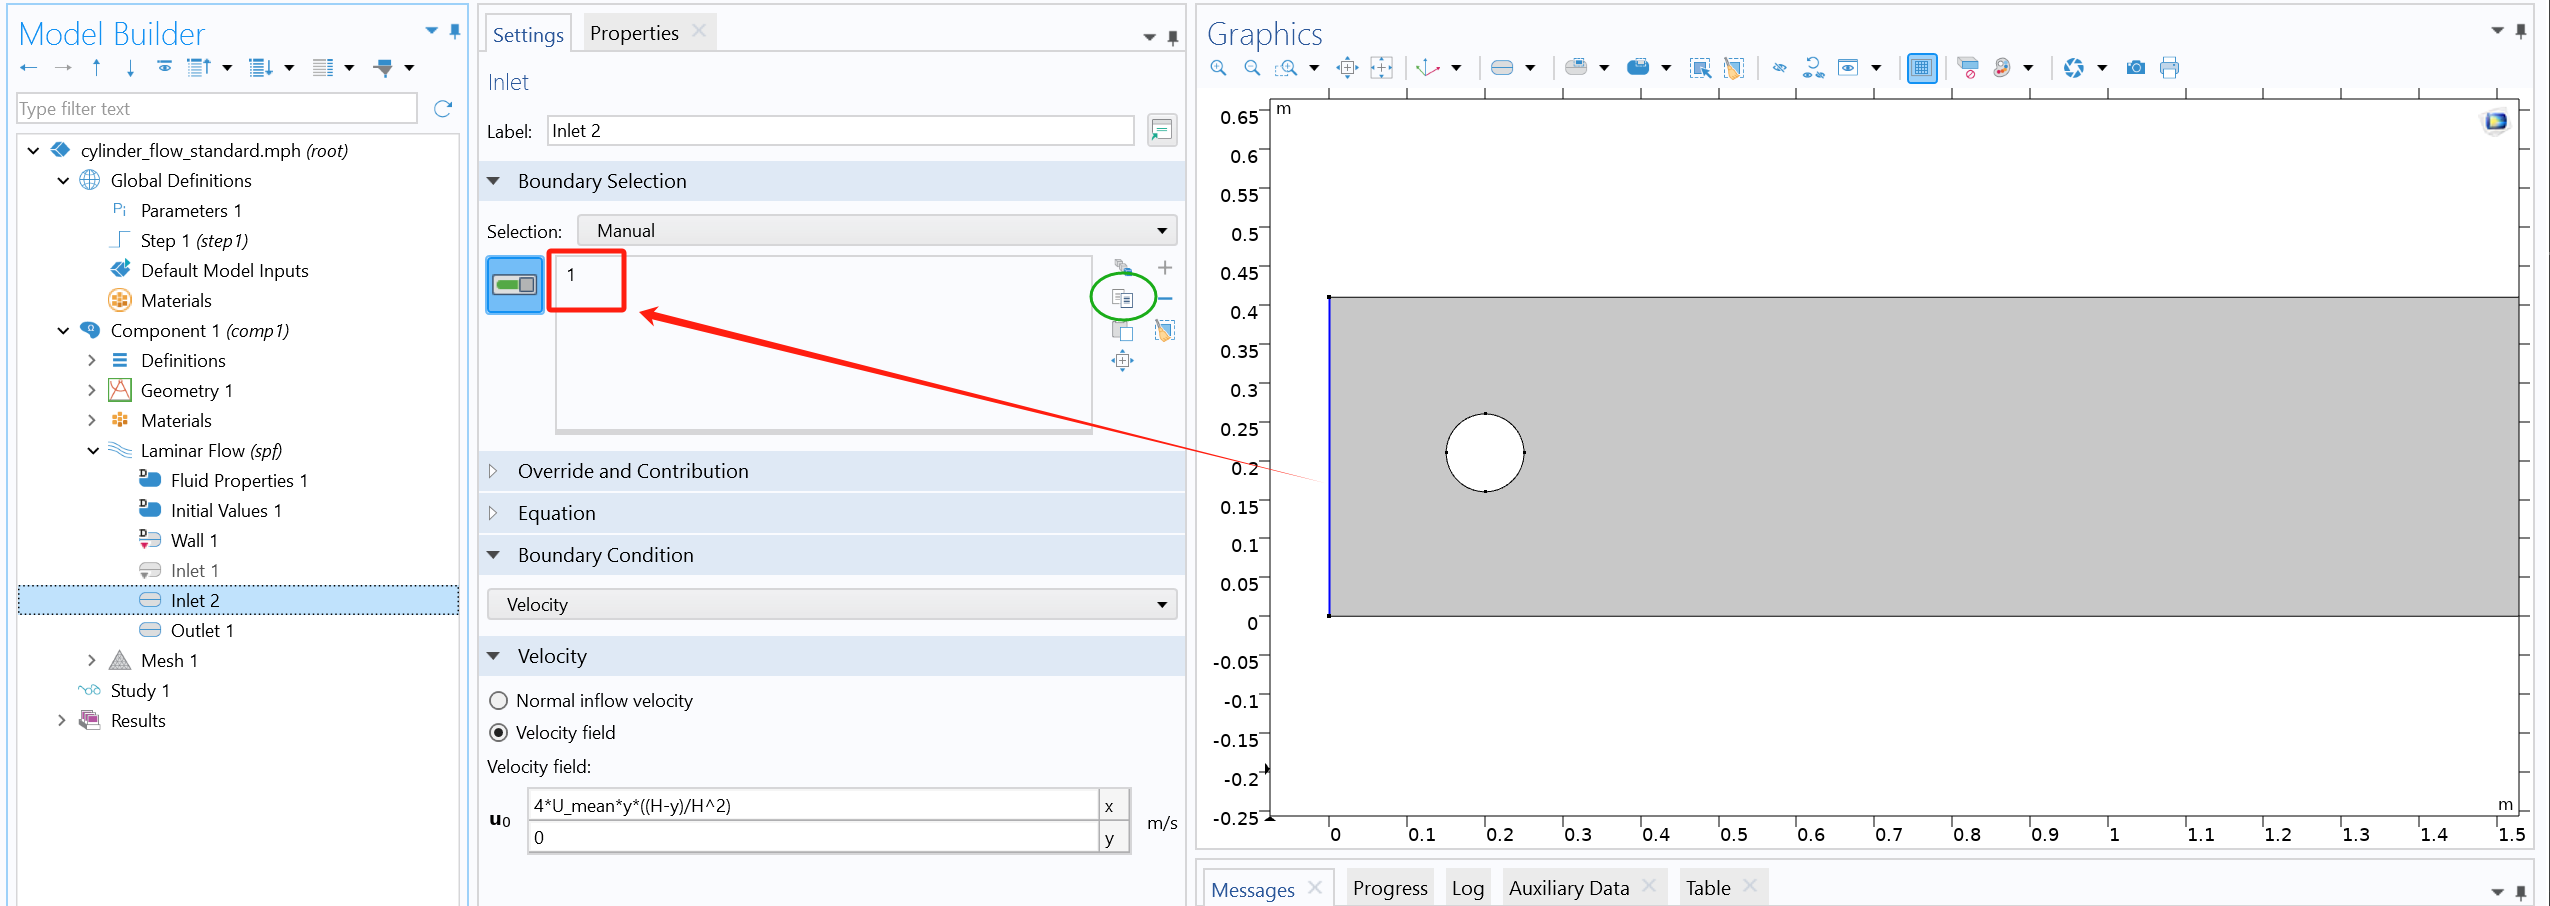 Model Builder
Type filter text
cylinder_flow_standard.mph (root)
Global Definitions
Pi Parameters 1
Step 1 (step1)
Default Model Inputs
Materials
Component 1 (comp1)
Definitions
Geometry 1
Materials
Laminar Flow (spf)
D Fluid Properties 1
D Initial Values 1
D Wall 1
Inlet 1
Inlet 2
Outlet 1
Mesh 1
Study 1
Results
Settings Properties
Inlet
Label: Inlet 2
Boundary Selection
Selection: Manual
1
Override and Contribution
Equation
Boundary Condition
Velocity
Velocity
Normal inflow velocity
Velocity field
Velocity field:
4*U_mean*y*((H-y)/H^2) x
u0 m/s
0 y
Graphics
m
0.65
0.6
0.55
0.5
0.45
0.4
0.35
0.3
0.25
0.2
0.15
0.1
0.05
0
-0.05
-0.1
-0.15
-0.2
-0.25
m
0 0.1 0.2 0.3 0.4 0.5 0.6 0.7 0.8 0.9 1 1.1 1.2 1.3 1.4 1.5
Messages Progress Log Auxiliary Data Table